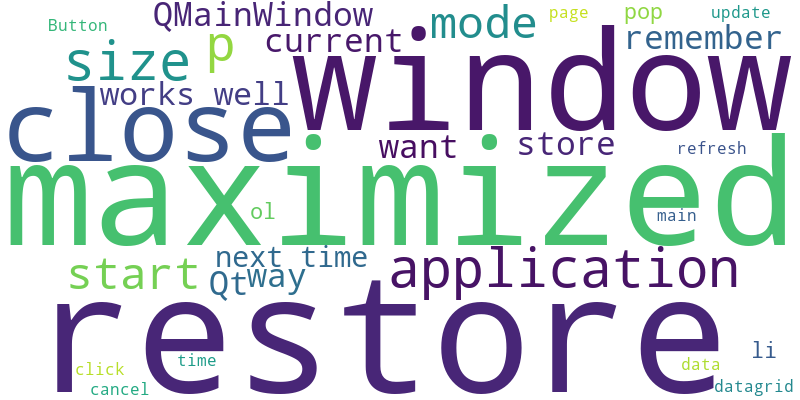 QMainWindow
page
pop
update
Button
p
mode
current
remember
size
window
works well
close
want
store
refresh
maximized
ol
main
next time
application
start
Qt
way
restore
li
time
click
data
cancel
datagrid